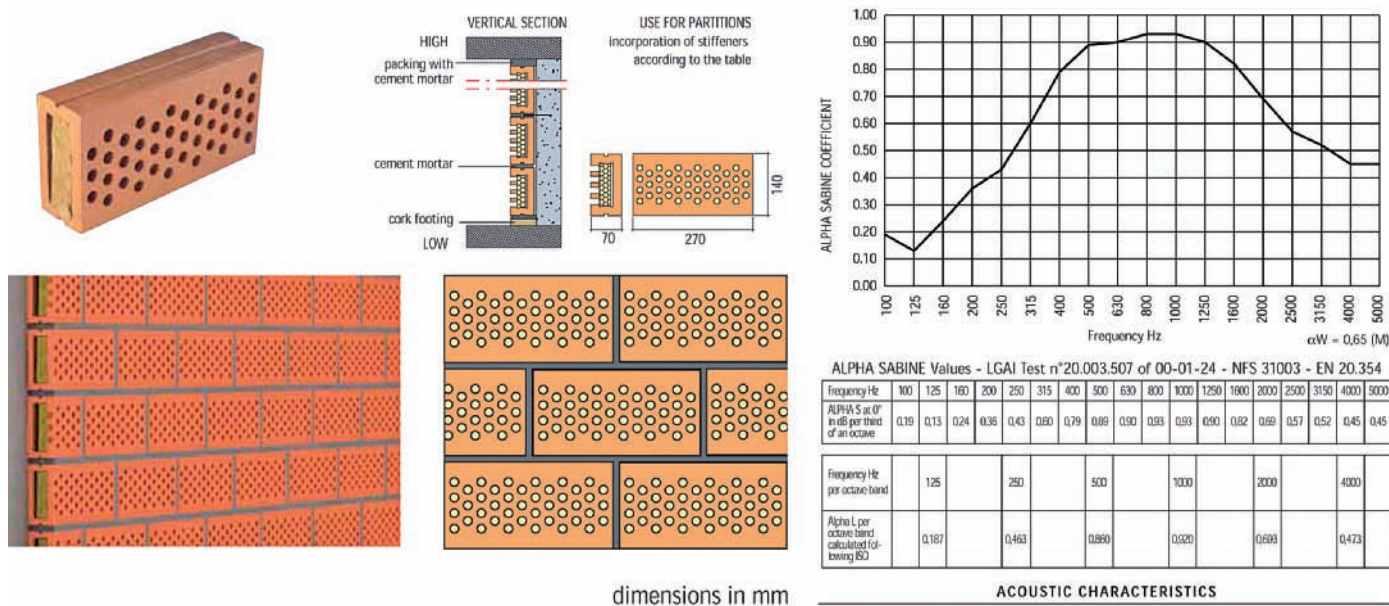 VERTICAL SECTION
HIGH
packing with
cement mortar
cement mortar
cork footing
LOW
USE FOR PARTITIONS
incorporation of stiffeners
according to the table
70
270
140
dimensions in mm
ALPHA SABINE COEFFICIENT
1.00
0.90
0.80
0.70
0.60
0.50
0.40
0.30
0.20
0.10
0.00
100 125 160 200 250 315 400 500 630 800 1000 1250 1600 2000 2500 3150 4000 5000
Frequency Hz
αW = 0,65 (M)
ALPHA SABINE Values - LGAI Test n°20.003.507 of 00-01-24 - NFS 31003 - EN 20.354
Frequency Hz 100 125 160 200 250 315 400 500 630 800 1000 1250 1600 2000 2500 3150 4000 5000
ALPHA S at 0°
in dB per third
of an octave
0,19 0,13 0,24 0,36 0,43 0,60 0,79 0,89 0,90 0,93 0,93 0,90 0,82 0,69 0,57 0,52 0,45 0,45
Frequency Hz
per octave band
125 250 500 1000 2000 4000
Alpha L per
octave band
calculated fol-
lowing ISO
0,187 0,463 0,860 0,920 0,693 0,473
ACOUSTIC CHARACTERISTICS